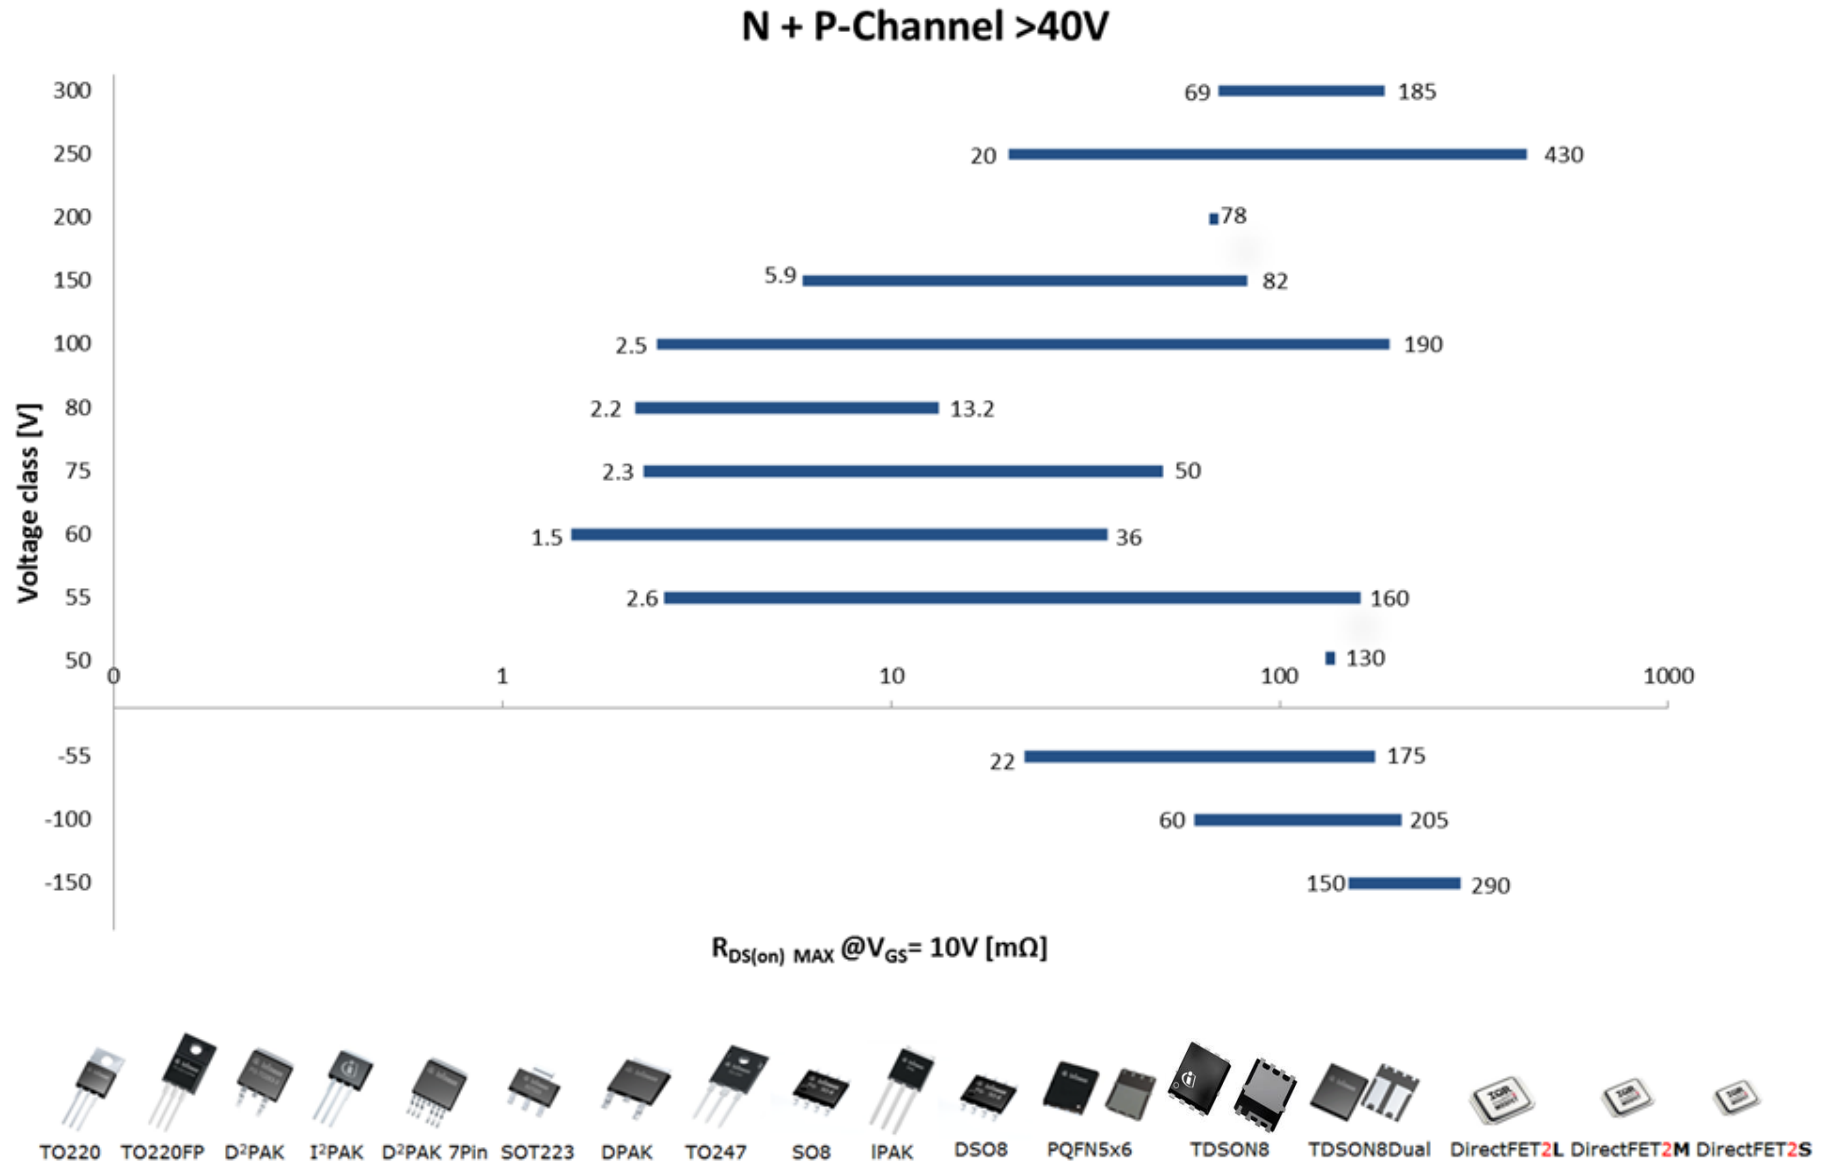 N + P-Channel >40V
300 69 185
250 20 430
200 78
150 5.9 82
100 2.5 190
80 2.2 13.2
75 2.3 50
60 1.5 36
55 2.6 160
50 130
0 1 10 100 1000
-55 22 175
-100 60 205
-150 150 290
Voltage class [V]
RDS(on) MAX @VGS= 10V [mΩ]
TO220 TO220FP D²PAK I²PAK D²PAK 7Pin SOT223 DPAK TO247 SO8 IPAK DSO8 PQFN5x6 TDSON8 TDSON8Dual DirectFET2L DirectFET2M DirectFET2S